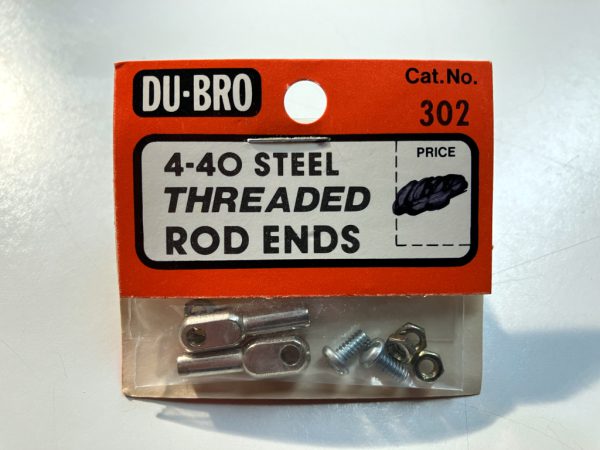 DU-BRO
Cat.No.
302
4-40 STEEL
THREADED
ROD ENDS
PRICE